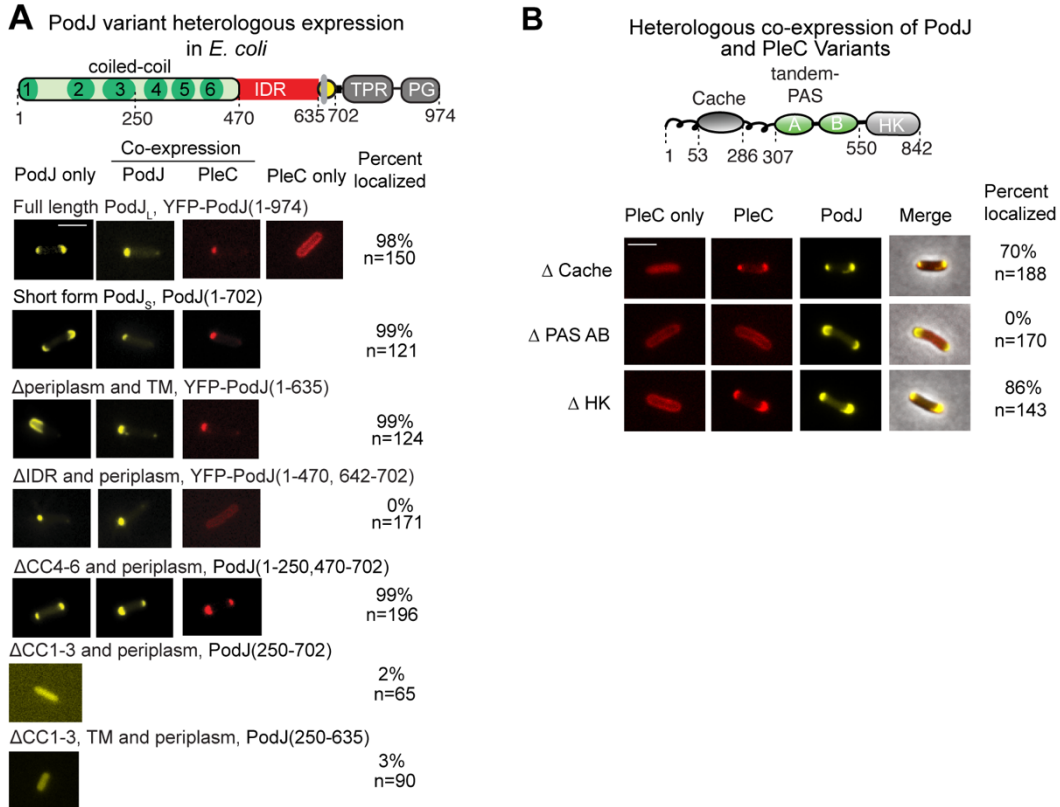 A
PodJ variant heterologous expression
in E. coli
coiled-coil
1 2 3 4 5 6 IDR TPR PG
1 250 470 635 702 974
Co-expression
PodJ only PodJ PleC PleC only
Percent
localized
Full length PodJL, YFP-PodJ(1-974)
98%
n=150
Short form PodJS, PodJ(1-702)
99%
n=121
Δperiplasm and TM, YFP-PodJ(1-635)
99%
n=124
ΔIDR and periplasm, YFP-PodJ(1-470, 642-702)
0%
n=171
ΔCC4-6 and periplasm, PodJ(1-250,470-702)
99%
n=196
ΔCC1-3 and periplasm, PodJ(250-702)
2%
n=65
ΔCC1-3, TM and periplasm, PodJ(250-635)
3%
n=90
B
Heterologous co-expression of PodJ
and PleC Variants
tandem-
PAS
Cache
A B HK
1 53 286 307 550 842
PleC only PleC PodJ Merge
Percent
localized
Δ Cache
70%
n=188
Δ PAS AB
0%
n=170
Δ HK
86%
n=143